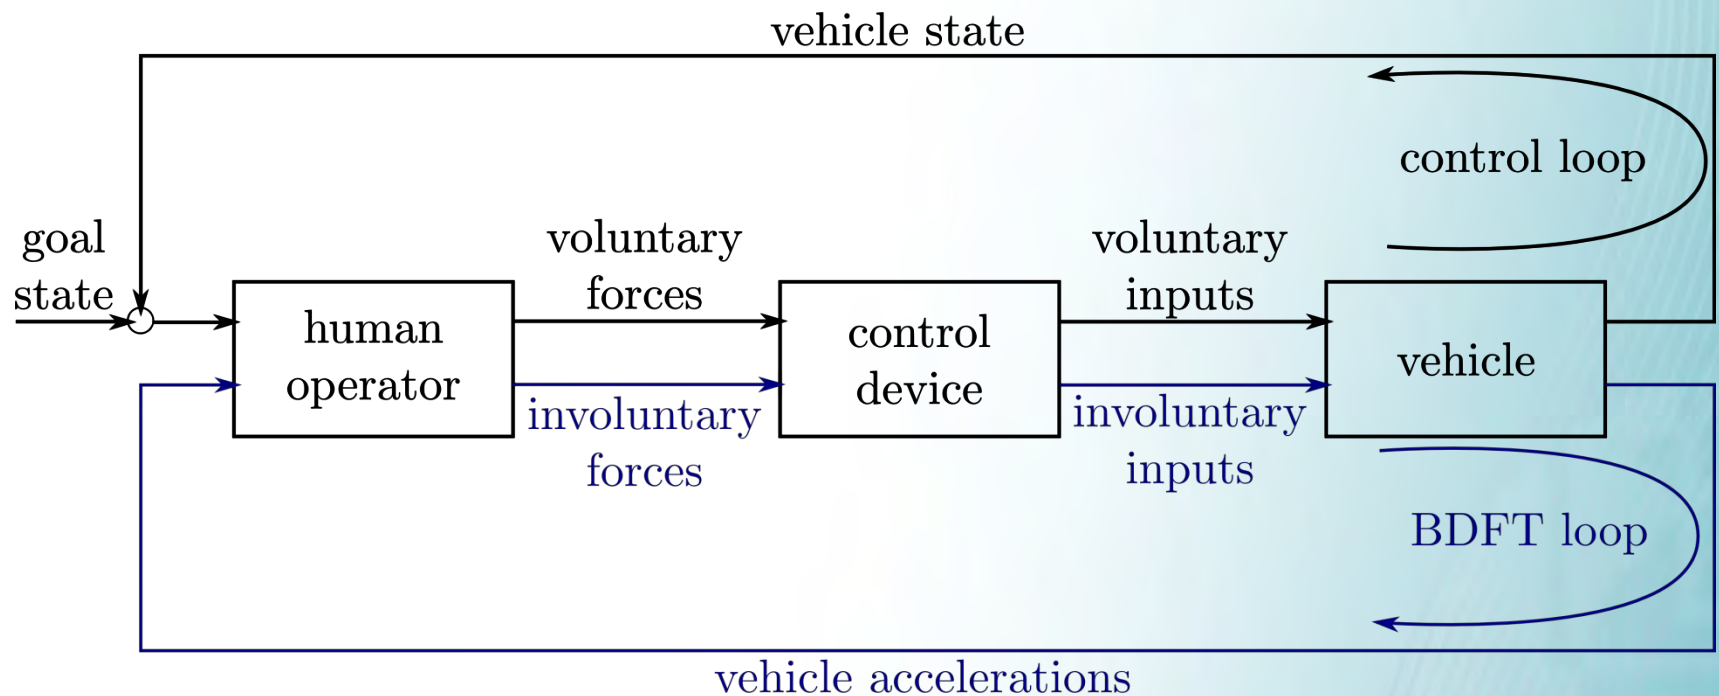 vehicle state
control loop
goal
state
voluntary
forces
voluntary
inputs
human
operator
control
device
vehicle
involuntary
forces
involuntary
inputs
BDFT loop
vehicle accelerations